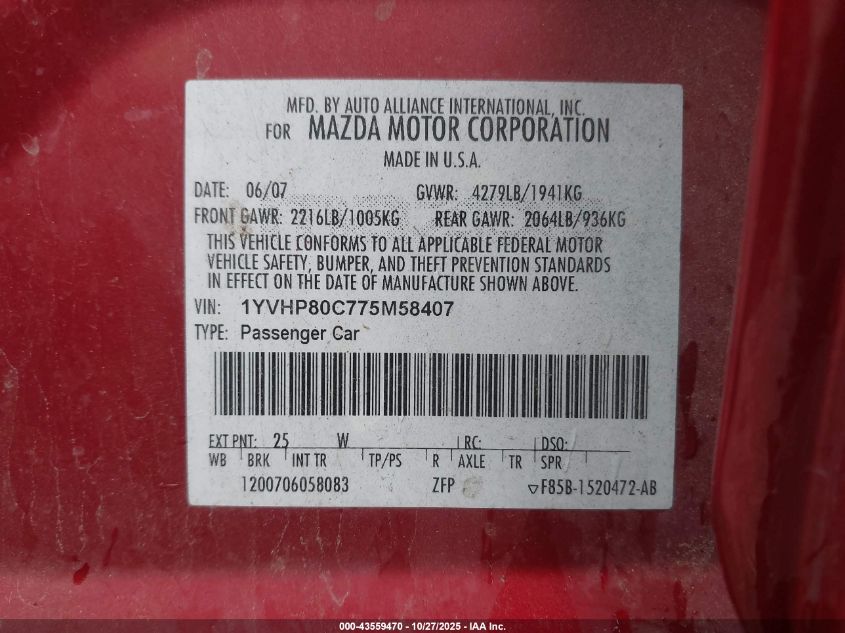 MFD. BY AUTO ALLIANCE INTERNATIONAL, INC.
FOR MAZDA MOTOR CORPORATION
MADE IN U.S.A.
DATE: 06/07 GVWR: 4279LB/1941KG
FRONT GAWR: 2216LB/1005KG REAR GAWR: 2064LB/936KG
THIS VEHICLE CONFORMS TO ALL APPLICABLE FEDERAL MOTOR
VEHICLE SAFETY, BUMPER, AND THEFT PREVENTION STANDARDS
IN EFFECT ON THE DATE OF MANUFACTURE SHOWN ABOVE.
VIN: 1YVHP80C775M58407
TYPE: Passenger Car
EXT PNT: 25 W RC: DSO:
WB BRK INT TR TP/PS R AXLE TR SPR
1200706058083 ZFP ▽F85B-1520472-AB
000-43559470 - 10/27/2025 - IAA Inc.